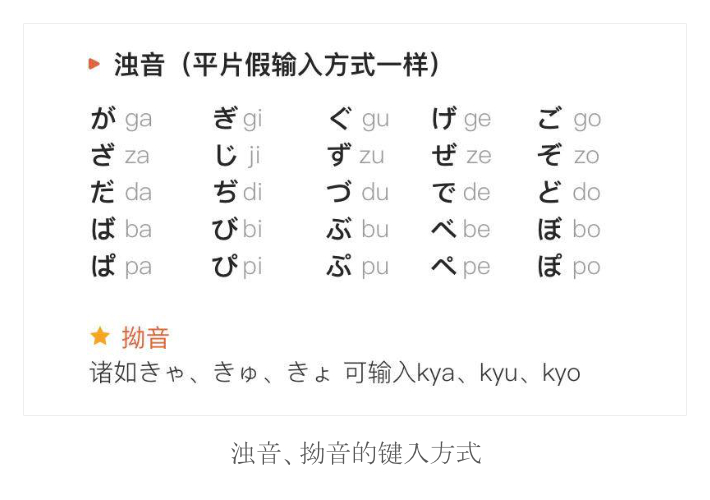 浊音（平片假输入方式一样）
が ga ぎ gi ぐ gu げ ge ご go
ざ za じ ji ず zu ぜ ze ぞ zo
だ da ぢ di づ du で de ど do
ば ba び bi ぶ bu べ be ぼ bo
ぱ pa ぴ pi ぷ pu ぺ pe ぽ po
拗音
诸如きゃ、きゅ、きょ 可输入kya、kyu、kyo
浊音、拗音的键入方式